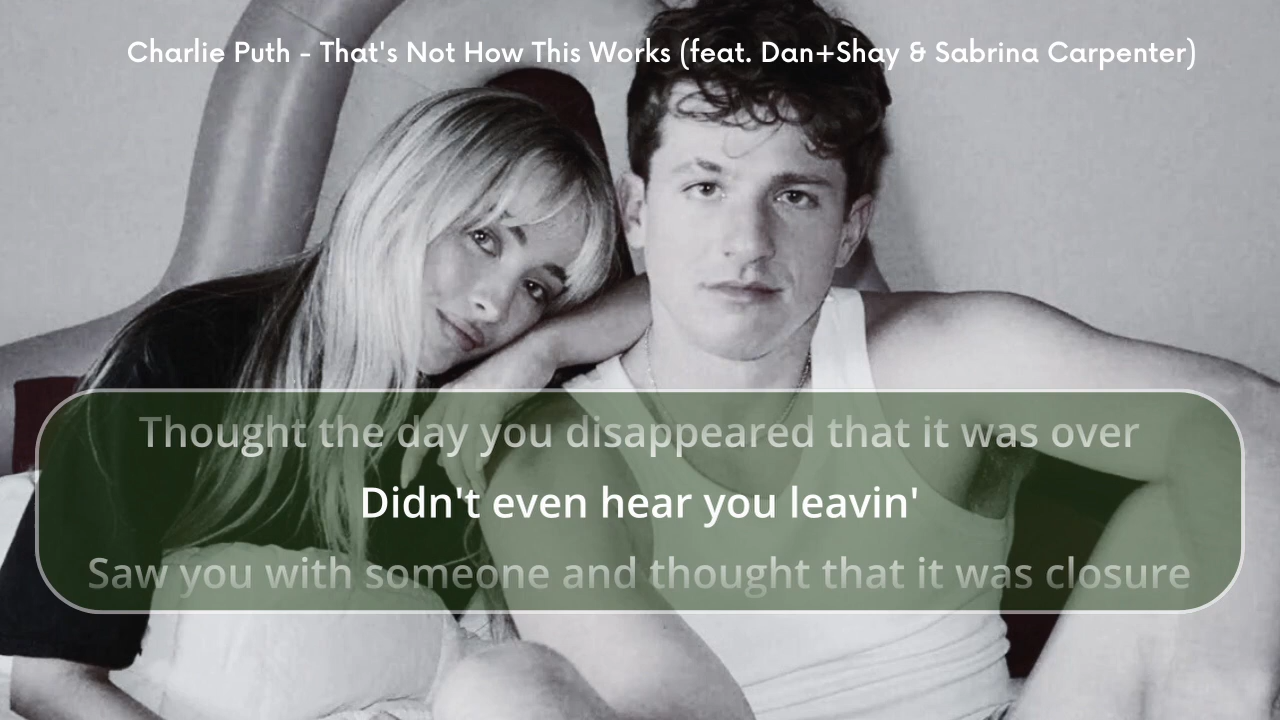 Charlie Puth - That's Not How This Works (feat. Dan+Shay & Sabrina Carpenter)
Thought the day you disappeared that it was over
Didn't even hear you leavin'
Saw you with someone and thought that it was closure